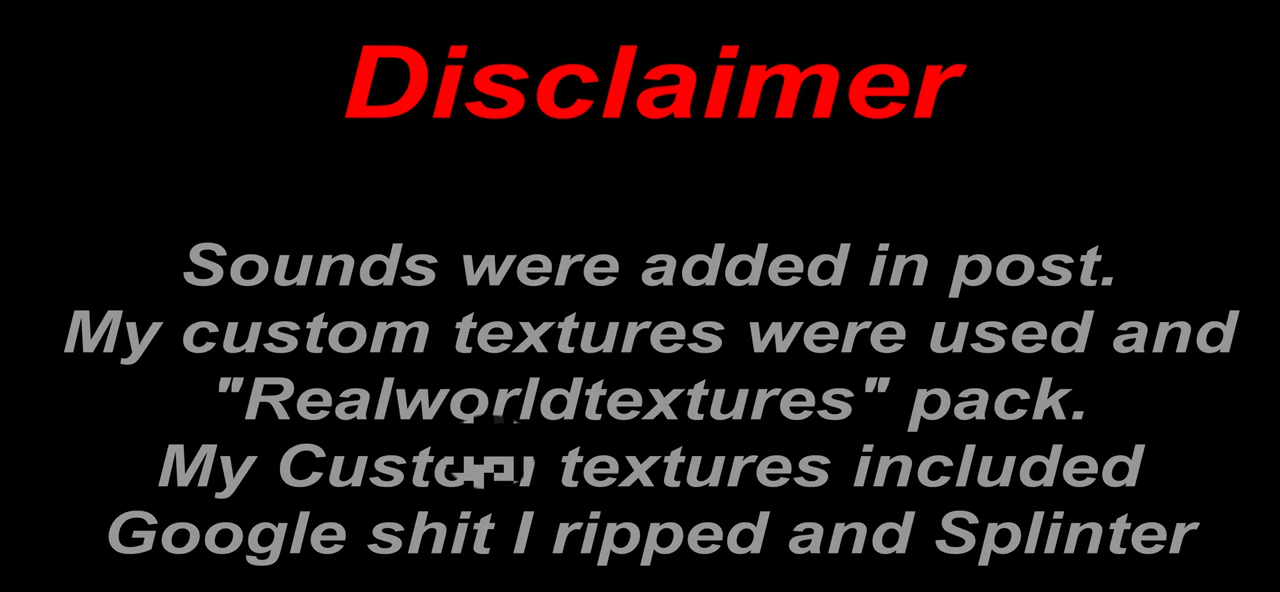 Disclaimer
Sounds were added in post.
My custom textures were used and
"Realworldtextures" pack.
My Custom textures included
Google shit I ripped and Splinter